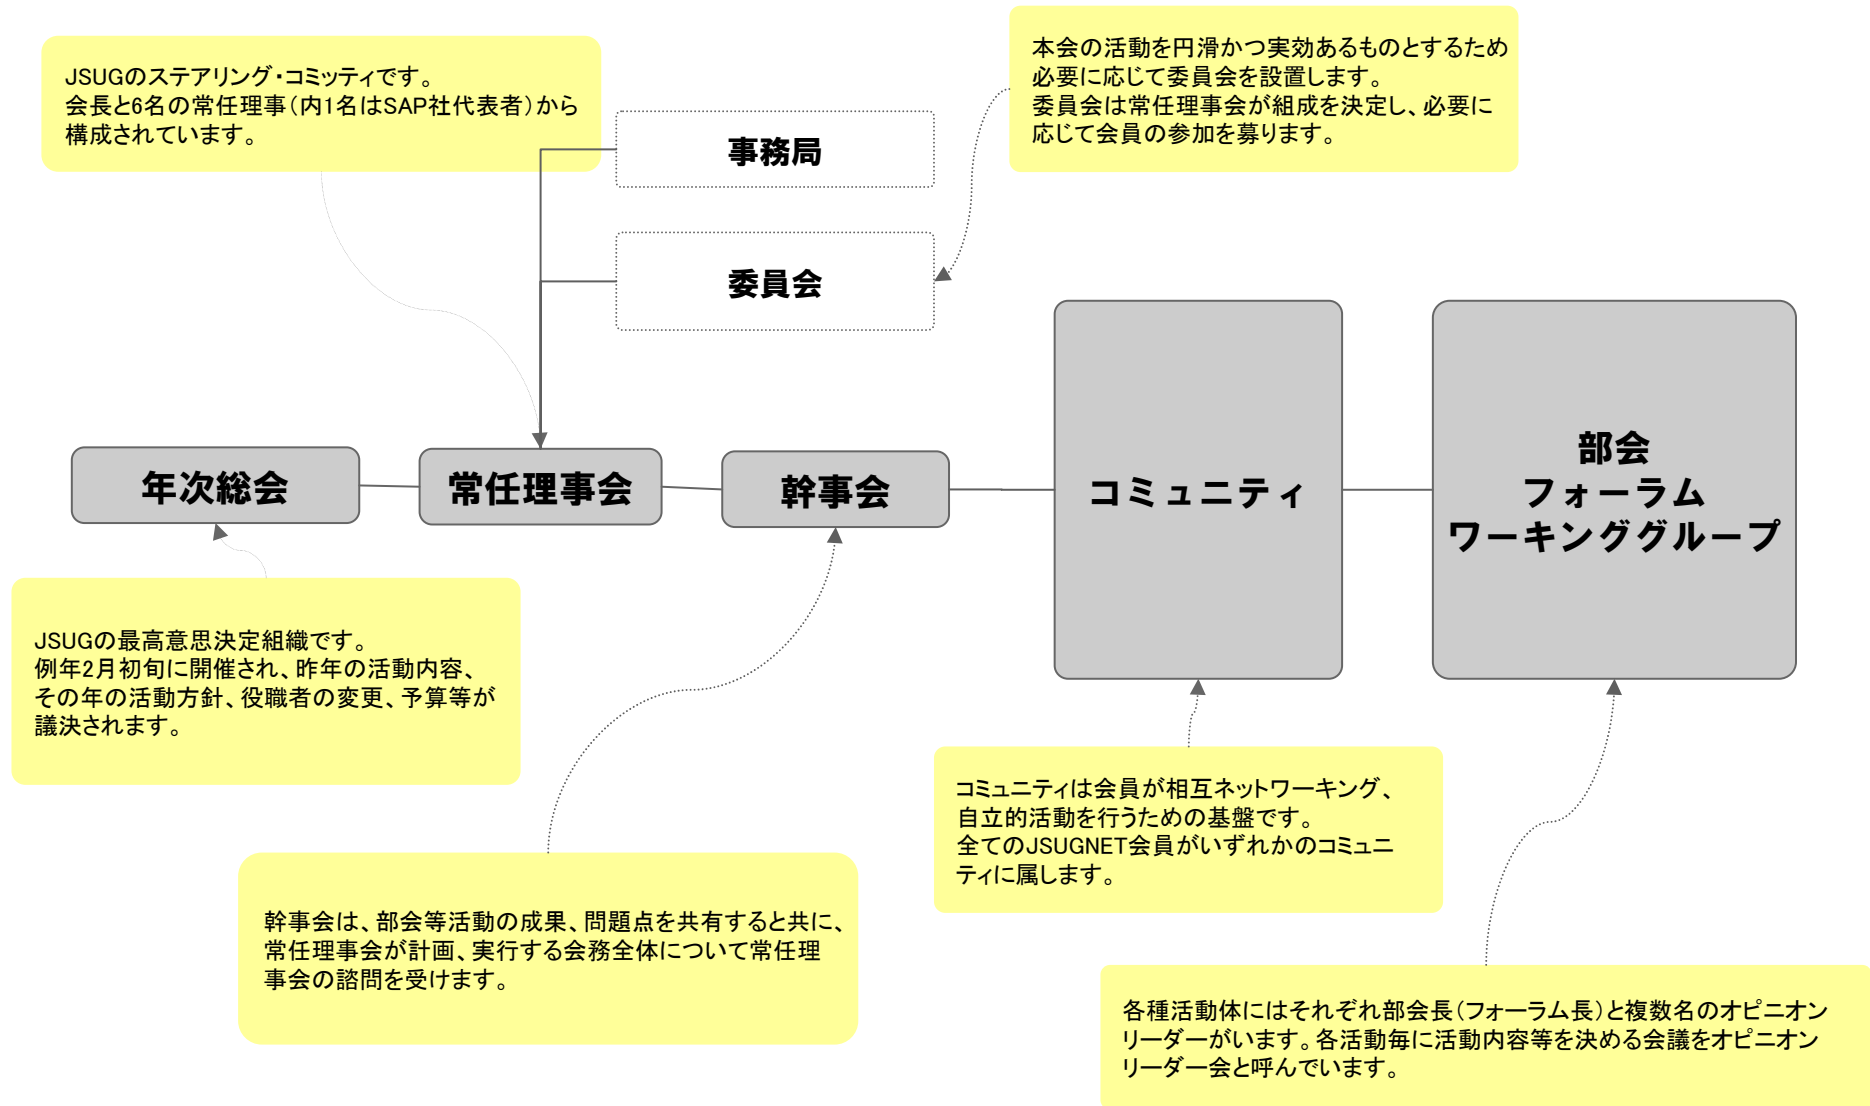 JSUGのステアリング・コミッティです。
会長と6名の常任理事（内1名はSAP社代表者）から
構成されています。
本会の活動を円滑かつ実効あるものとするため
必要に応じて委員会を設置します。
委員会は常任理事会が組成を決定し、必要に
応じて会員の参加を募ります。
事務局
委員会
年次総会
常任理事会
幹事会
コミュニティ
部会
フォーラム
ワーキンググループ
JSUGの最高意思決定組織です。
例年2月初旬に開催され、昨年の活動内容、
その年の活動方針、役職者の変更、予算等が
議決されます。
コミュニティは会員が相互ネットワーキング、
自立的活動を行うための基盤です。
全てのJSUGNET会員がいずれかのコミュニ
ティに属します。
幹事会は、部会等活動の成果、問題点を共有すると共に、
常任理事会が計画、実行する会務全体について常任理
事会の諮問を受けます。
各種活動体にはそれぞれ部会長（フォーラム長）と複数名のオピニオン
リーダーがいます。各活動毎に活動内容等を決める会議をオピニオン
リーダー会と呼んでいます。